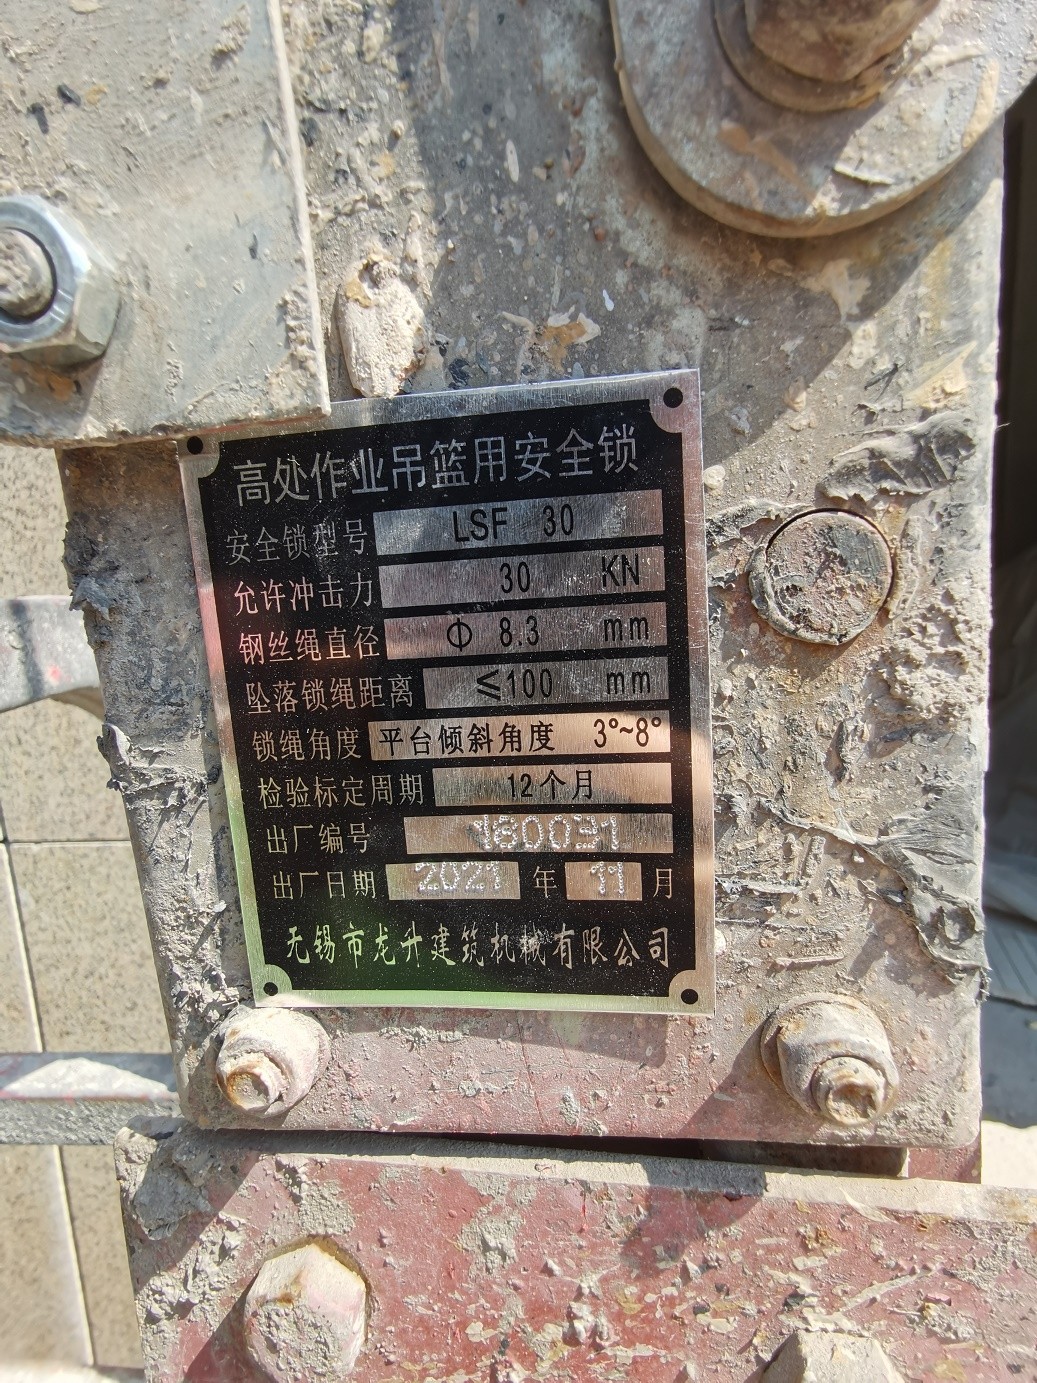 高处作业吊篮用安全锁
安全锁型号 LSF 30
允许冲击力 30 KN
钢丝绳直径 Φ 8.3 mm
坠落锁绳距离 ≤100 mm
锁绳角度 平台倾斜角度 3°~8°
检验标定周期 12个月
出厂编号 180031
出厂日期 2021 年 11 月
无锡市龙升建筑机械有限公司